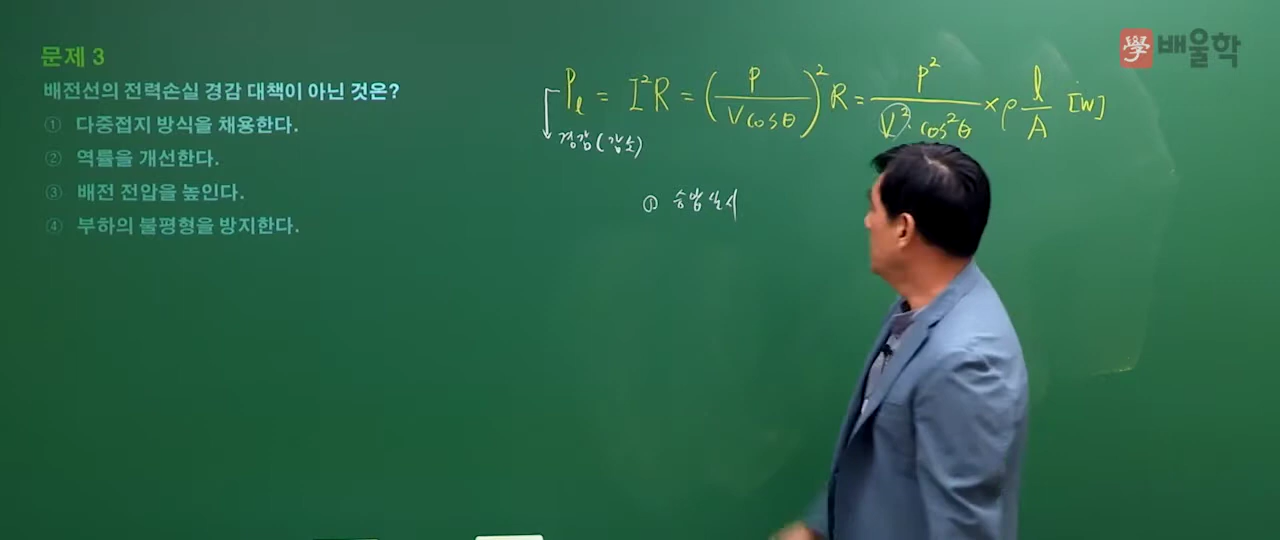 문제 3
배전선의 전력손실 경감 대책이 아닌 것은?
① 다중접지 방식을 채용한다.
② 역률을 개선한다.
③ 배전 전압을 높인다.
④ 부하의 불평형을 방지한다.
學 배울학
Pℓ = I²R = (P / V cosθ)² R = P² / V²·cos²θ × ρ ℓ / A [W]
경감(감소)
① 승압실시